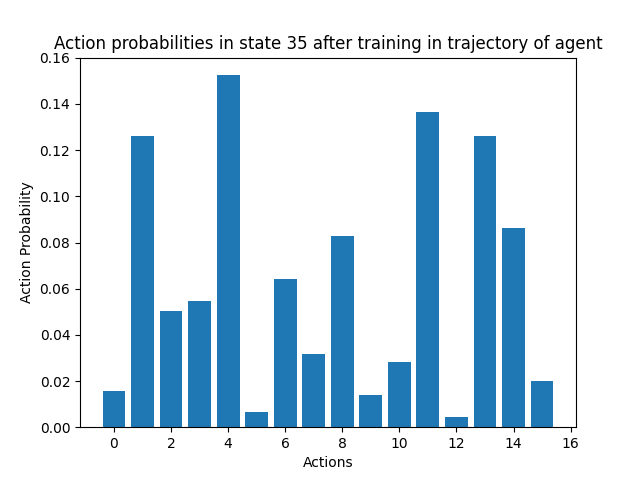 Action probabilities in state 35 after training in trajectory of agent
0.16
0.14
0.12
0.10
0.08
0.06
0.04
0.02
0.00
Action Probability
0 2 4 6 8 10 12 14 16
Actions